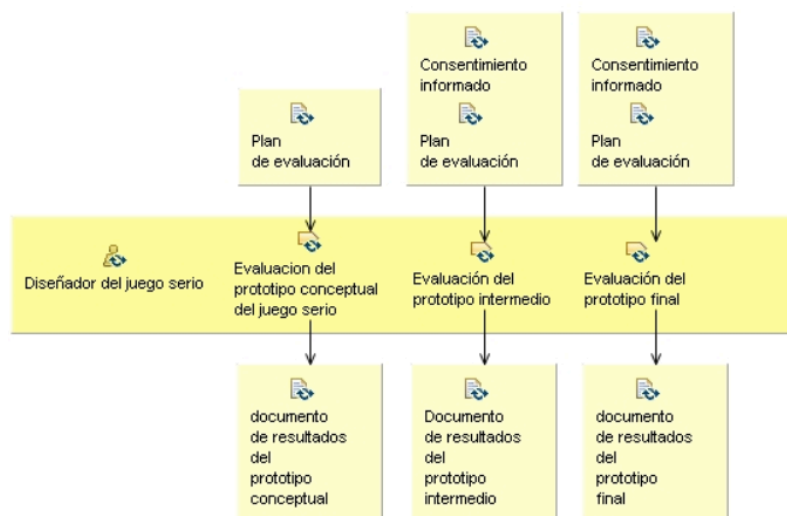 Consentimiento
informado
Plan
de evaluación
Consentimiento
informado
Plan
de evaluación
Plan
de evaluación
Diseñador del juego serio
Evaluacion del
prototipo conceptual
del juego serio
Evaluación del
prototipo intermedio
Evaluación del
prototipo final
documento
de resultados
del
prototipo
conceptual
Documento
de resultados
del
prototipo
intermedio
documento
de resultados
del
prototipo
final